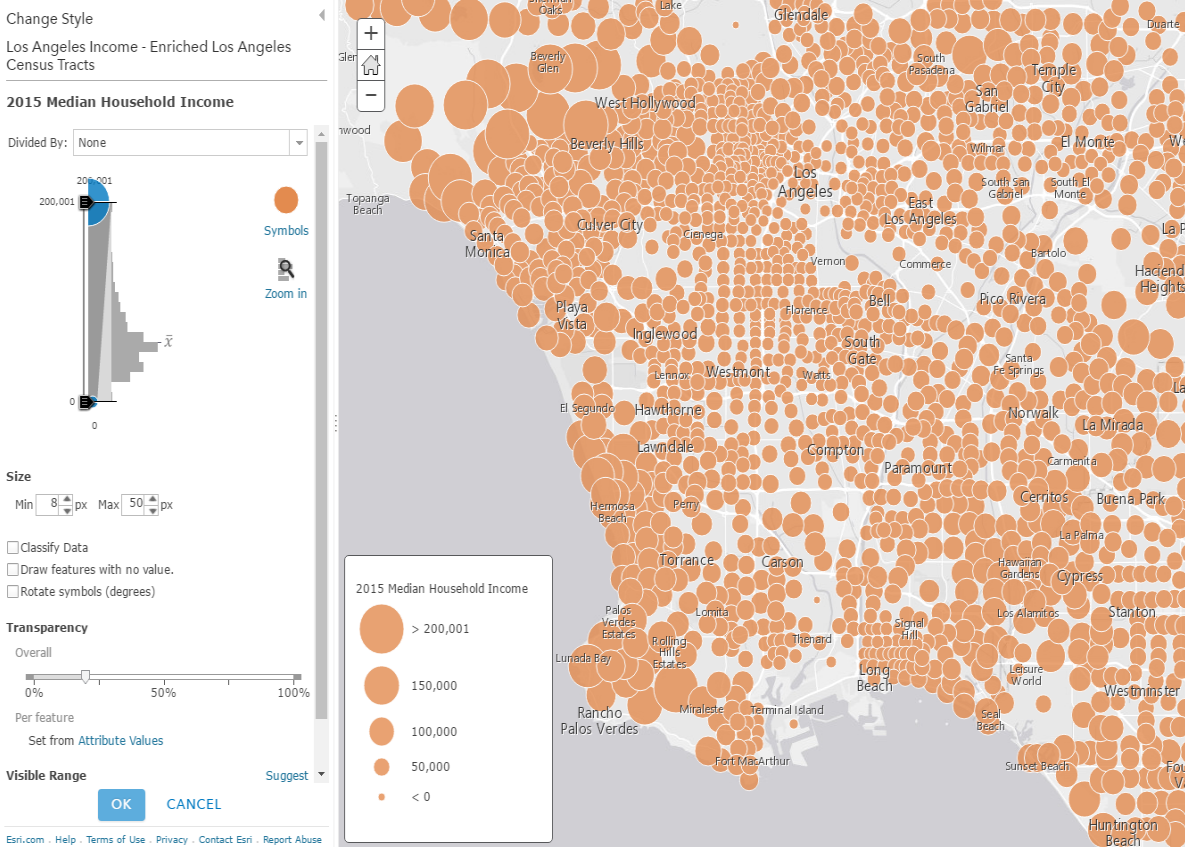 Change Style
Los Angeles Income - Enriched Los Angeles
Census Tracts
2015 Median Household Income
Divided By: None
200,001
200,001
Symbols
Zoom in
x̄
0
0
Size
Min 8 px Max 50 px
Classify Data
Draw features with no value.
Rotate symbols (degrees)
Transparency
Overall
0% 50% 100%
Per feature
Set from Attribute Values
Visible Range Suggest
OK CANCEL
Esri.com . Help . Terms of Use . Privacy . Contact Esri . Report Abuse
+
−
Oaks
Lake
Glendale
Duarte
Beverly
Glen
South
Pasadena
Temple
City
San
Gabriel
West Hollywood
Beverly Hills
Wilmar
El Monte
Los
Angeles
South San
Gabriel
South El
Monte
Topanga
Beach
East
Los Angeles
Culver City
Santa
Monica
Cienega
Vernon
Commerce
Bartolo
Hacienda
Heights
Playa
Vista
Florence
Bell
Pico Rivera
Inglewood
South
Gate
Lennox
Westmont
Watts
Santa
Fe Springs
El Segundo
Hawthorne
Norwalk
La Mirada
Lawndale
Compton
Paramount
Carmenita
Hermosa
Beach
Perry
Cerritos
Buena Park
La Palma
Torrance
Carson
Hawaiian
Gardens
Cypress
Palos
Verdes
Estates
Lomita
Signal
Hill
Los Alamitos
Stanton
Rolling
Hills
Estates
Thenard
Lunada Bay
Long
Beach
Leisure
World
Westminster
Rancho
Palos Verdes
Miraleste
Terminal Island
Seal
Beach
Fort MacArthur
Sunset Beach
Huntington
Beach
2015 Median Household Income
> 200,001
150,000
100,000
50,000
< 0